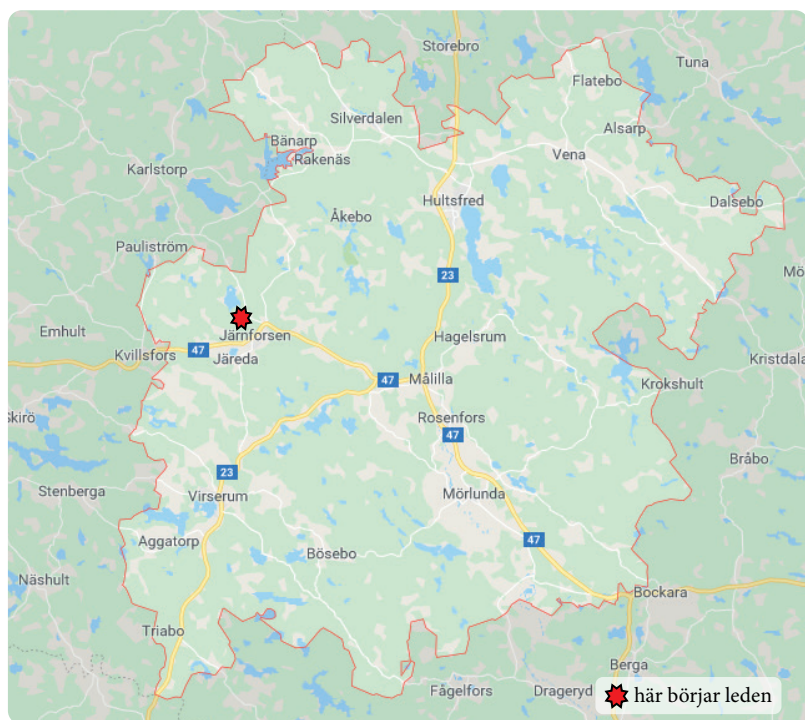 Storebro
Tuna
Flatebo
Silverdalen
Alsarp
Bänarp
Rakenäs
Vena
Karlstorp
Hultsfred
Dalsebo
Åkebo
Pauliström
23
Mö
Emhult
Järnforsen
Hagelsrum
Kvillsfors
47
Järeda
Kristdala
47
Målilla
Krokshult
Skirö
Rosenfors
47
Bråbo
23
Stenberga
Virserum
Mörlunda
Aggatorp
47
Bösebo
Näshult
Bockara
Triabo
Berga
Fågelfors
Drageryd
här börjar leden